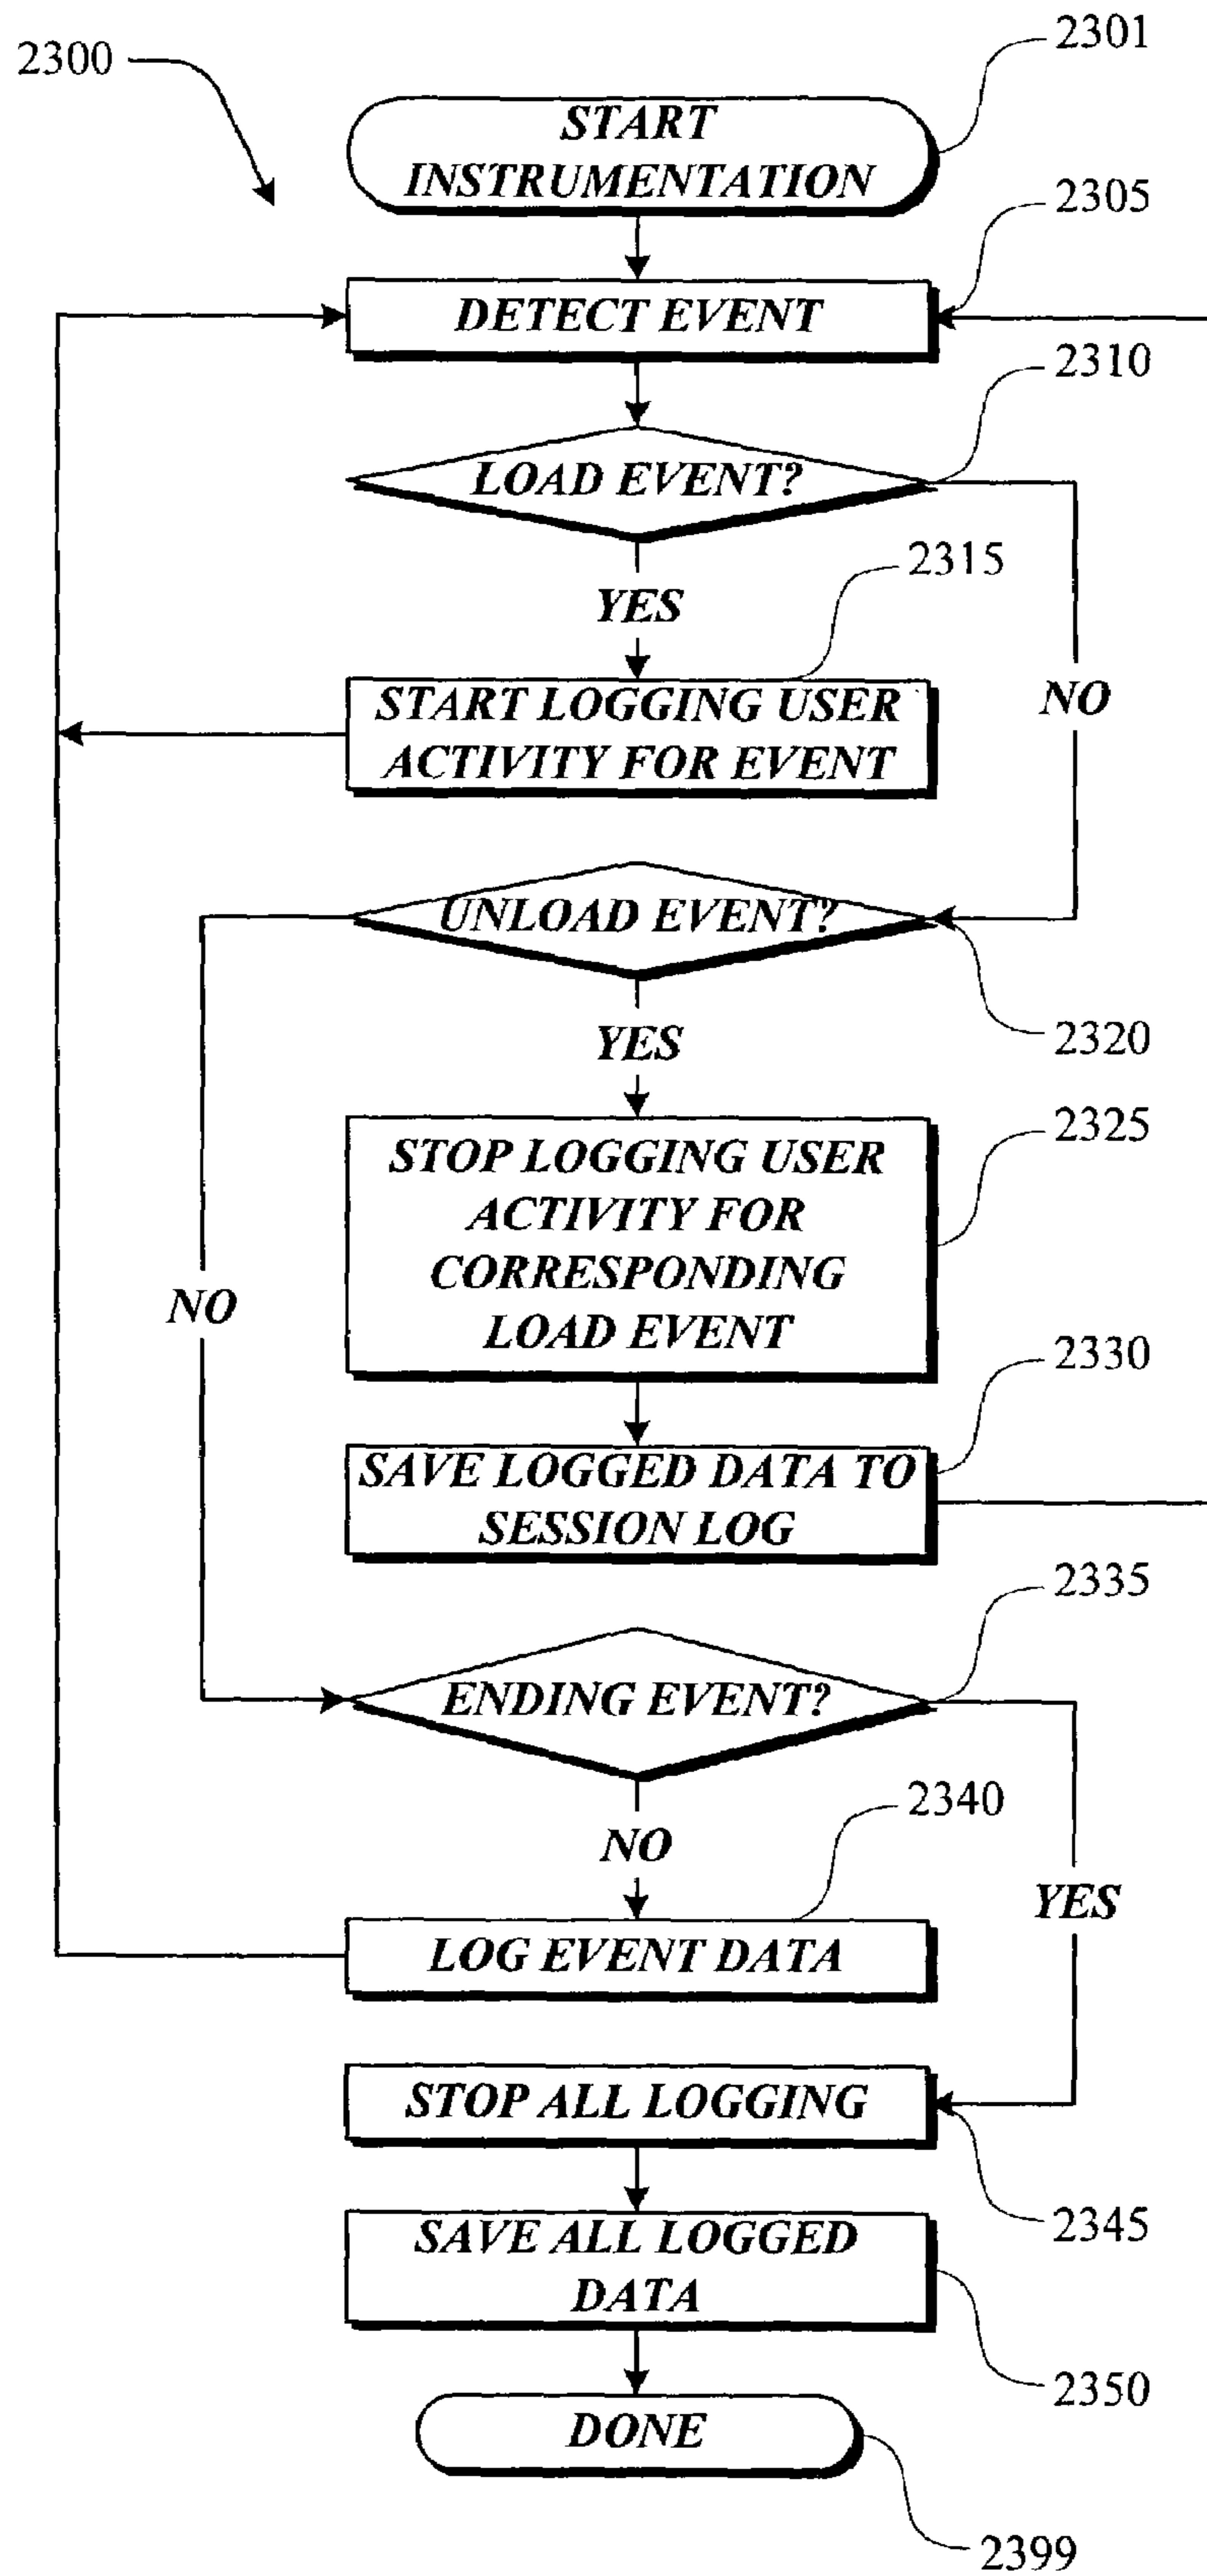 2300
2301
START
INSTRUMENTATION
2305
DETECT EVENT
2310
LOAD EVENT?
2315
YES
NO
START LOGGING USER
ACTIVITY FOR EVENT
UNLOAD EVENT?
2320
YES
2325
STOP LOGGING USER
ACTIVITY FOR
CORRESPONDING
LOAD EVENT
NO
2330
SAVE LOGGED DATA TO
SESSION LOG
2335
ENDING EVENT?
2340
NO
YES
LOG EVENT DATA
STOP ALL LOGGING
2345
SAVE ALL LOGGED
DATA
2350
DONE
2399